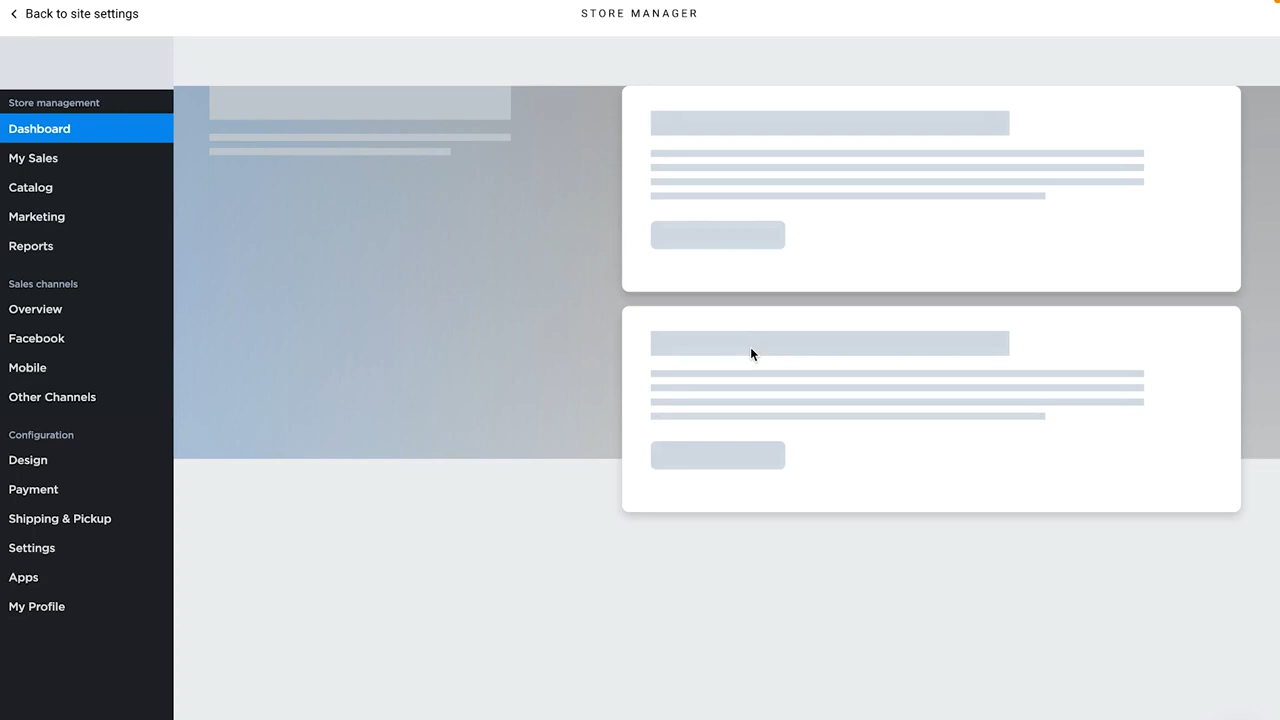 Back to site settings
STORE MANAGER
Store management
Dashboard
My Sales
Catalog
Marketing
Reports
Sales channels
Overview
Facebook
Mobile
Other Channels
Configuration
Design
Payment
Shipping & Pickup
Settings
Apps
My Profile